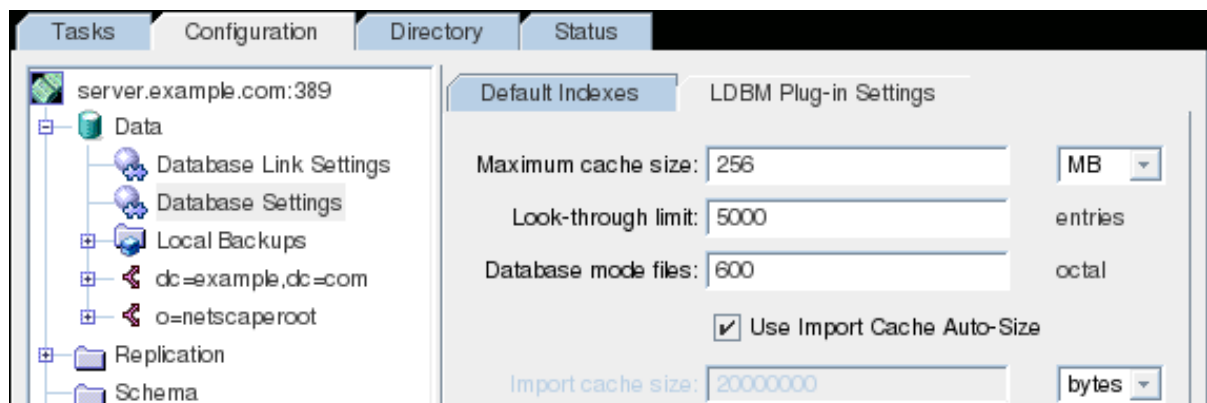 Tasks Configuration Directory Status
server.example.com:389
Data
Database Link Settings
Database Settings
Local Backups
dc=example,dc=com
o=netscaperoot
Replication
Schema
Default Indexes LDBM Plug-in Settings
Maximum cache size: 256 MB
Look-through limit: 5000 entries
Database mode files: 600 octal
Use Import Cache Auto-Size
Import cache size: 20000000 bytes